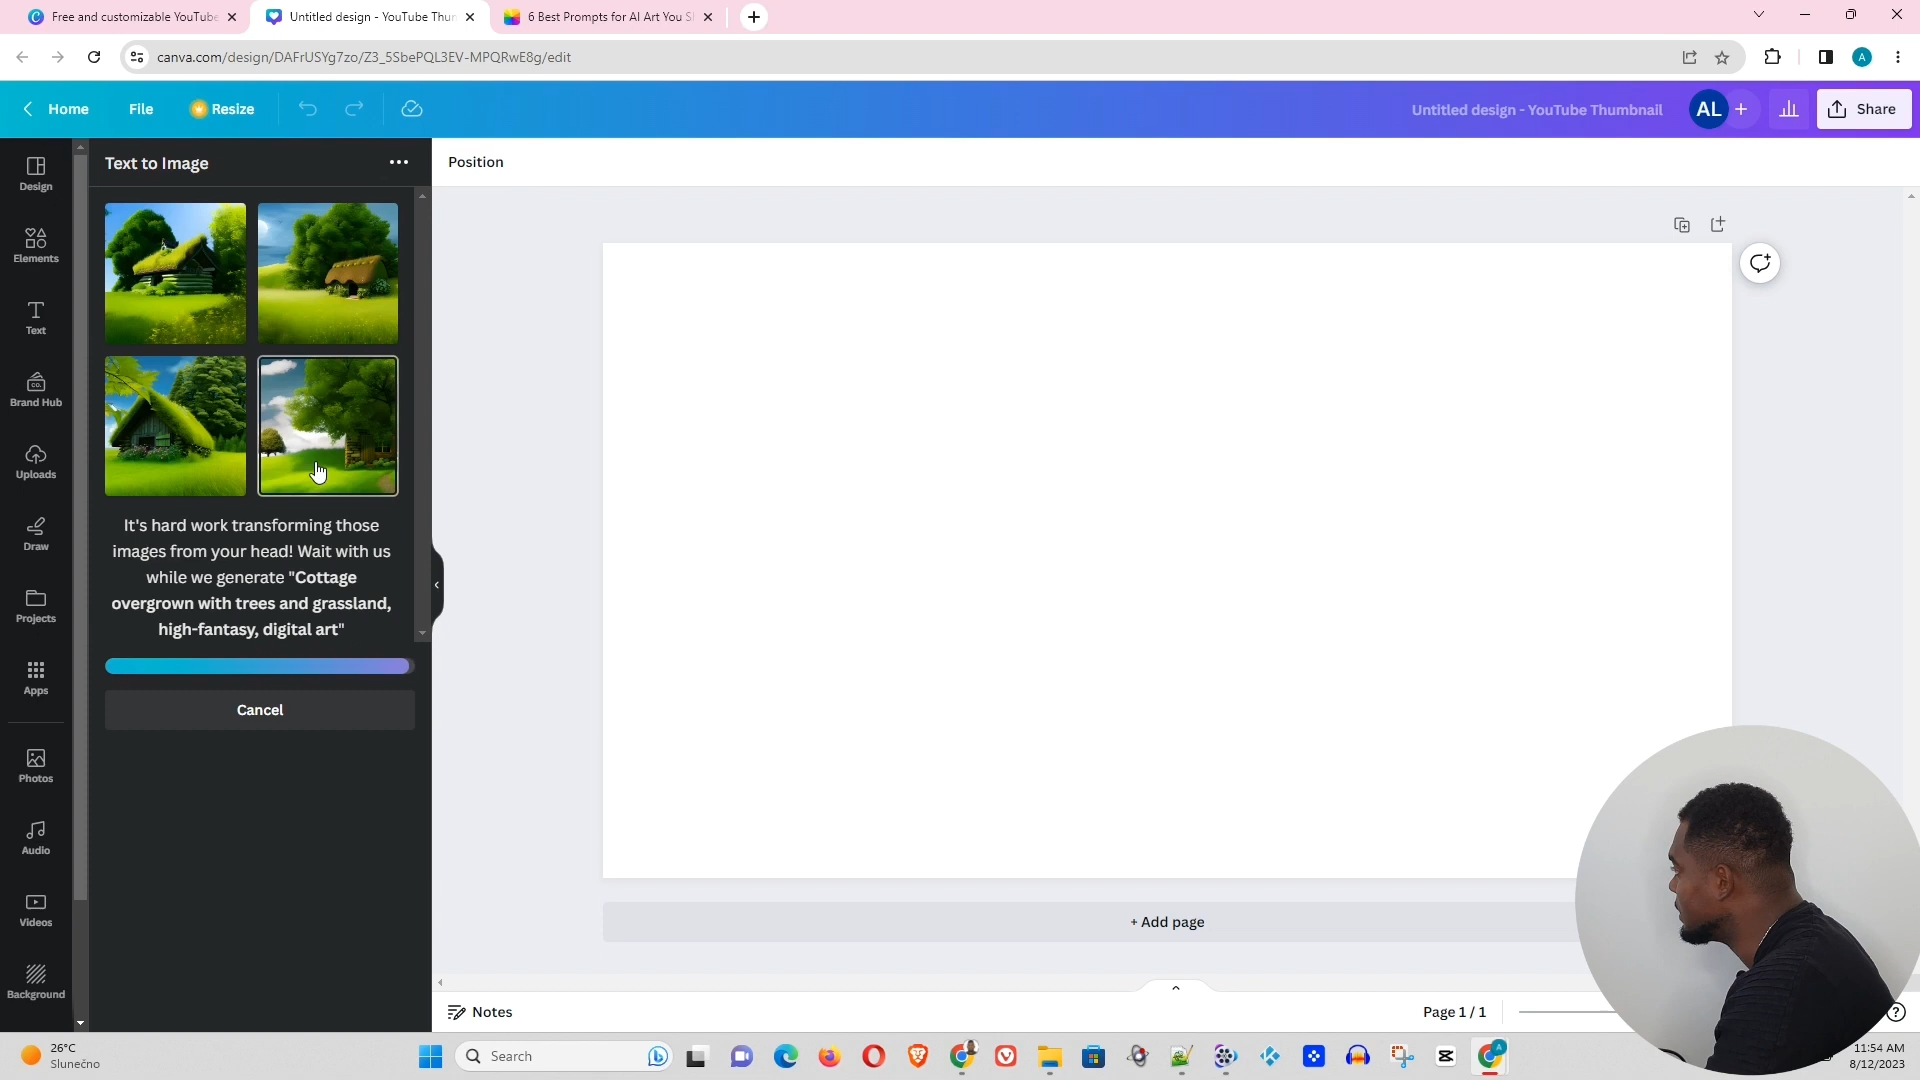 Free and customizable YouTube
Untitled design - YouTube Thun
6 Best Prompts for AI Art You S
canva.com/design/DAFrUSYg7zo/Z3_5SbePQL3EV-MPQRwE8g/edit
A
Home
File
Resize
Untitled design - YouTube Thumbnail
AL
+
Share
Design
Elements
Text
Brand Hub
Uploads
Draw
Projects
Apps
Photos
Audio
Videos
Background
Text to Image
It's hard work transforming those
images from your head! Wait with us
while we generate "Cottage
overgrown with trees and grassland,
high-fantasy, digital art"
Cancel
Position
+ Add page
Notes
Page 1 / 1
?
26°C
Slunečno
Search
11:54 AM
8/12/2023